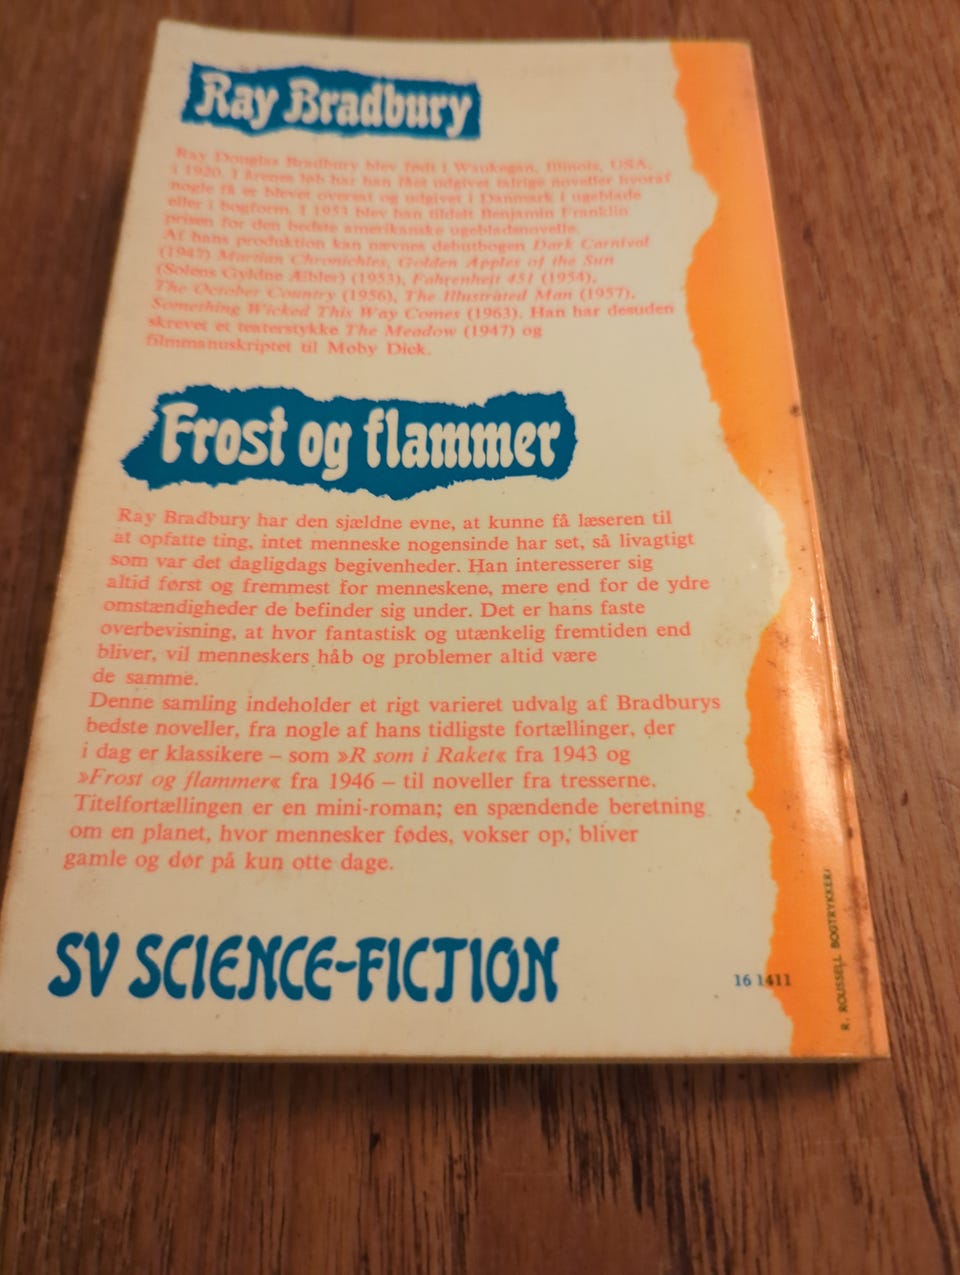 Ray Bradbury
Ray Douglas Bradbury blev født i Waukegan, Illinois, USA,
i 1920. I årenes løb har han fået udgivet talrige noveller hvoraf
nogle få er blevet oversat og udgivet i Danmark i ugeblade
eller i bogform. I 1953 blev han tildelt Benjamin Franklin
prisen for den bedste amerikanske ugebladsnovelle.
Af hans produktion kan nævnes debutbogen Dark Carnival
(1947) Martian Chronichles, Golden Apples of the Sun
(Solens Gyldne Æbler) (1953), Fahrenheit 451 (1954),
The October Country (1956), The Illustrated Man (1957),
Something Wicked This Way Comes (1963). Han har desuden
skrevet et teaterstykke The Meadow (1947) og
filmmanuskriptet til Moby Dick.
Frost og flammer
Ray Bradbury har den sjældne evne, at kunne få læseren til
at opfatte ting, intet menneske nogensinde har set, så livagtigt
som var det dagligdags begivenheder. Han interesserer sig
altid først og fremmest for menneskene, mere end for de ydre
omstændigheder de befinder sig under. Det er hans faste
overbevisning, at hvor fantastisk og utænkelig fremtiden end
bliver, vil menneskers håb og problemer altid være
de samme.
Denne samling indeholder et rigt varieret udvalg af Bradburys
bedste noveller, fra nogle af hans tidligste fortællinger, der
i dag er klassikere – som »R som i Raket« fra 1943 og
»Frost og flammer« fra 1946 – til noveller fra tresserne.
Titelfortællingen er en mini-roman; en spændende beretning
om en planet, hvor mennesker fødes, vokser op, bliver
gamle og dør på kun otte dage.
SV SCIENCE-FICTION
16 1411
R. ROUSSELL BOGTRYKKERI